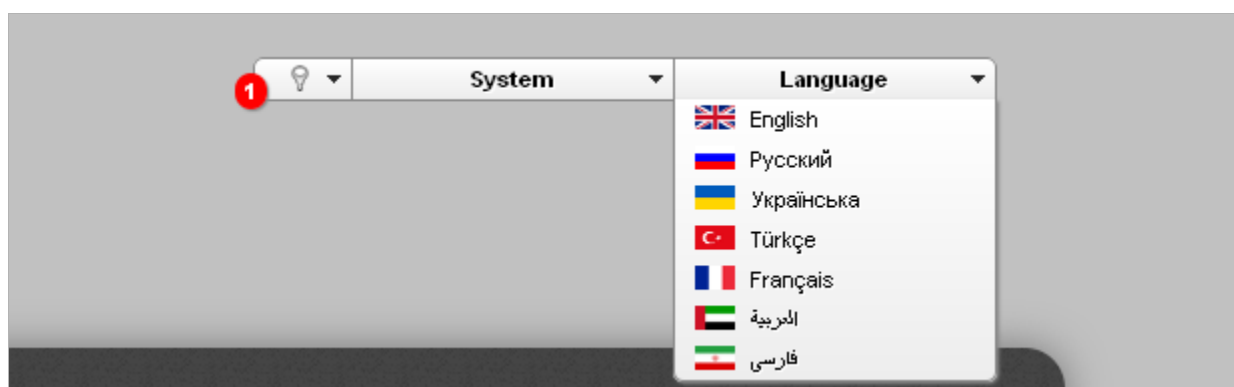 1
System
Language
English
Русский
Українська
Türkçe
Français
العربية
فارسی